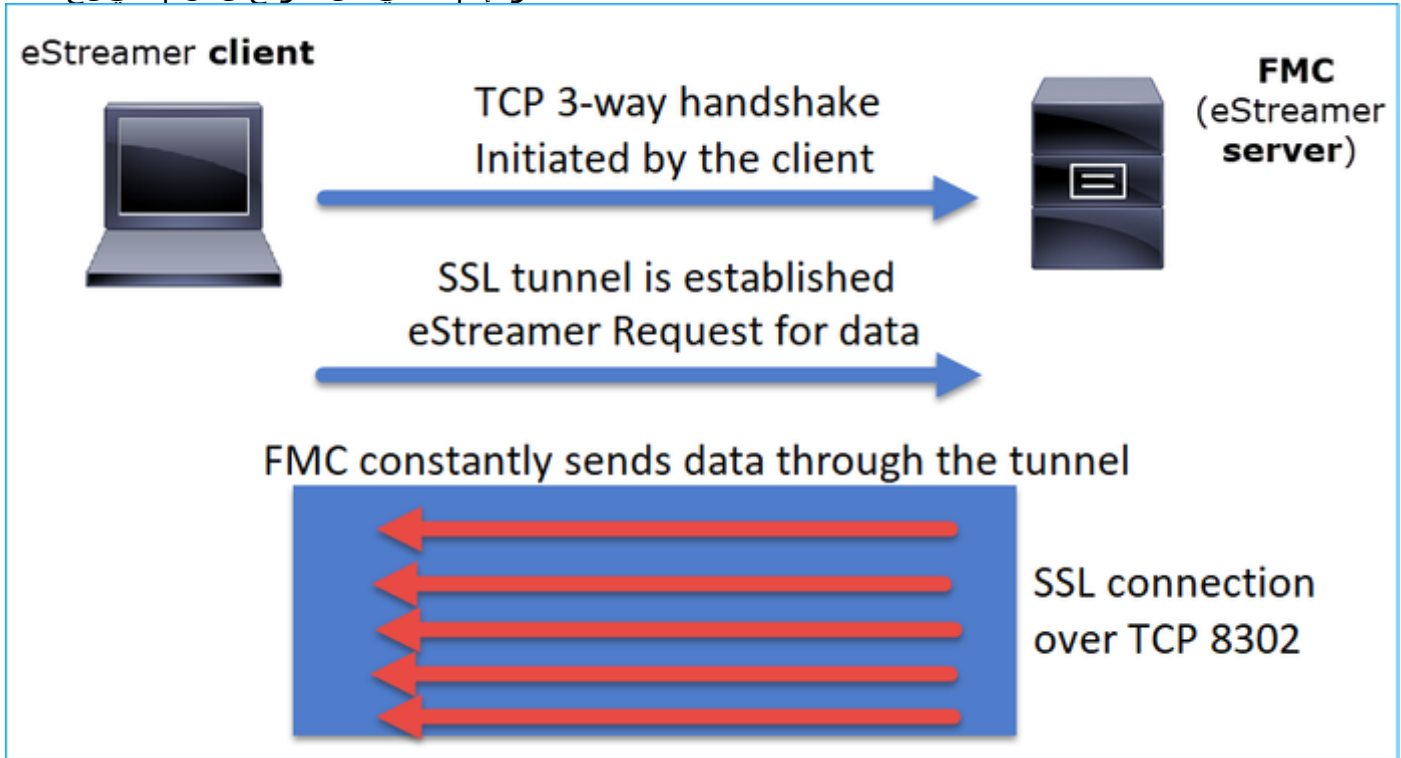 eStreamer client
TCP 3-way handshake
Initiated by the client
FMC
(eStreamer
server)
SSL tunnel is established
eStreamer Request for data
FMC constantly sends data through the tunnel
SSL connection
over TCP 8302